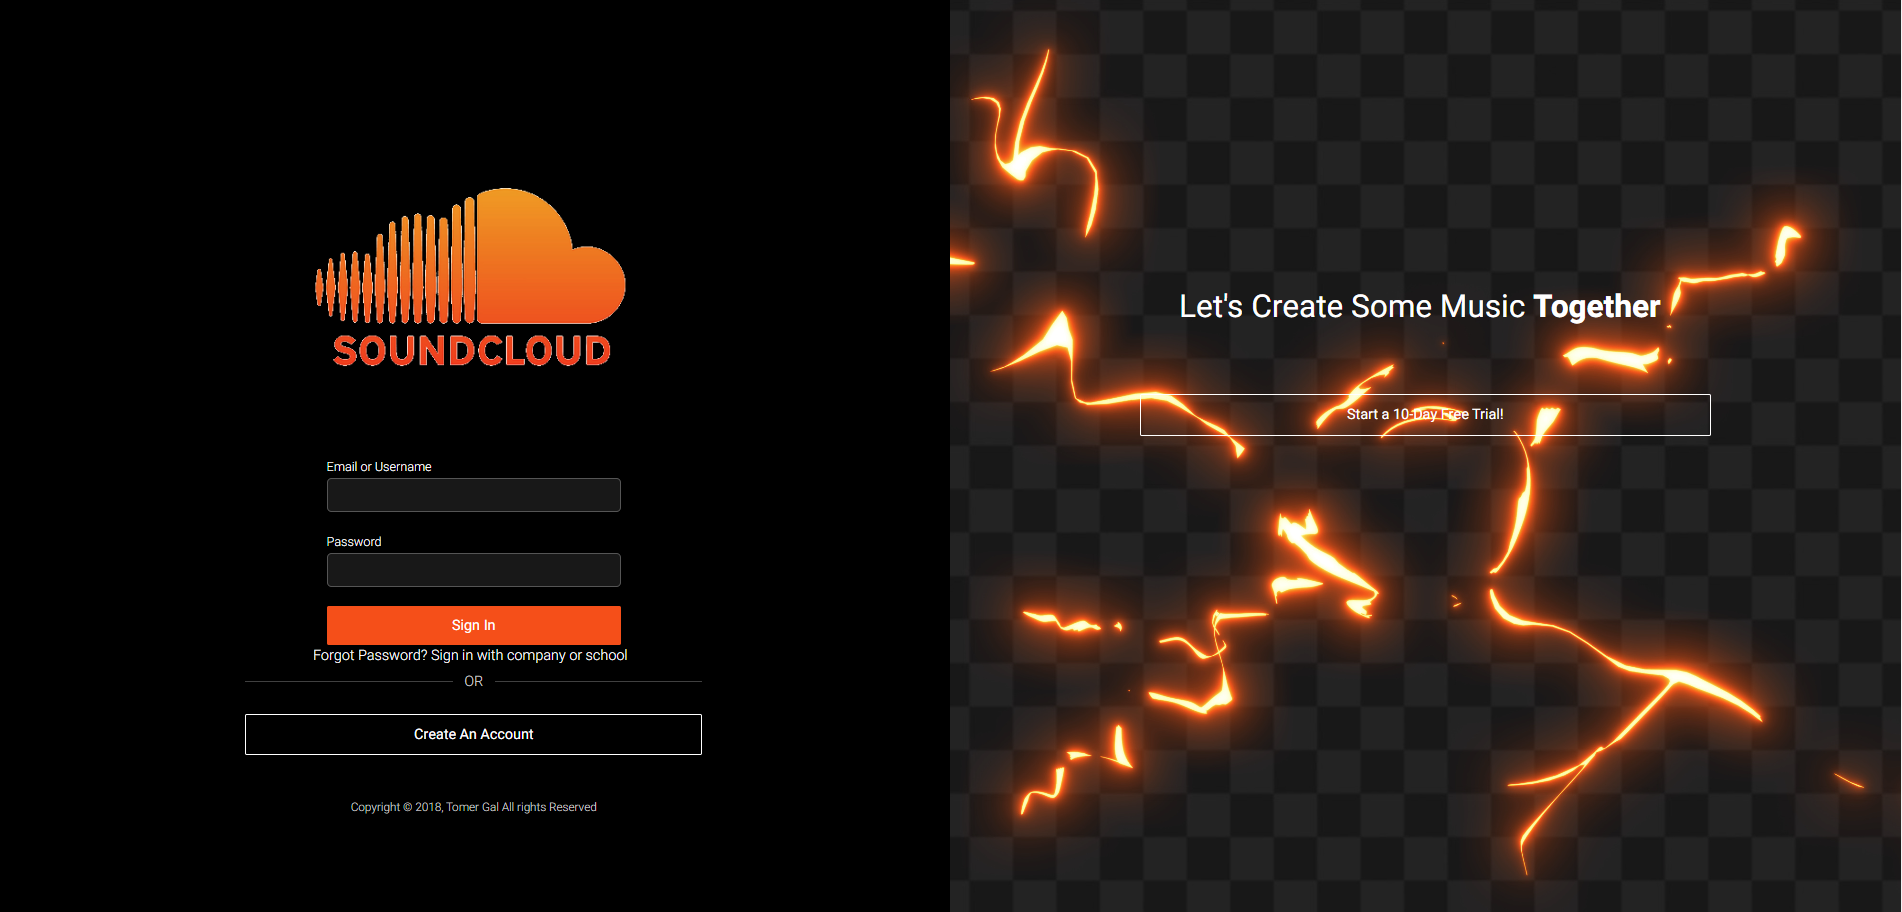 SOUNDCLOUD
Email or Username
Password
Sign In
Forgot Password? Sign in with company or school
OR
Create An Account
Copyright © 2018, Tomer Gal All rights Reserved
Let's Create Some Music Together
Start a 10-Day Free Trial!